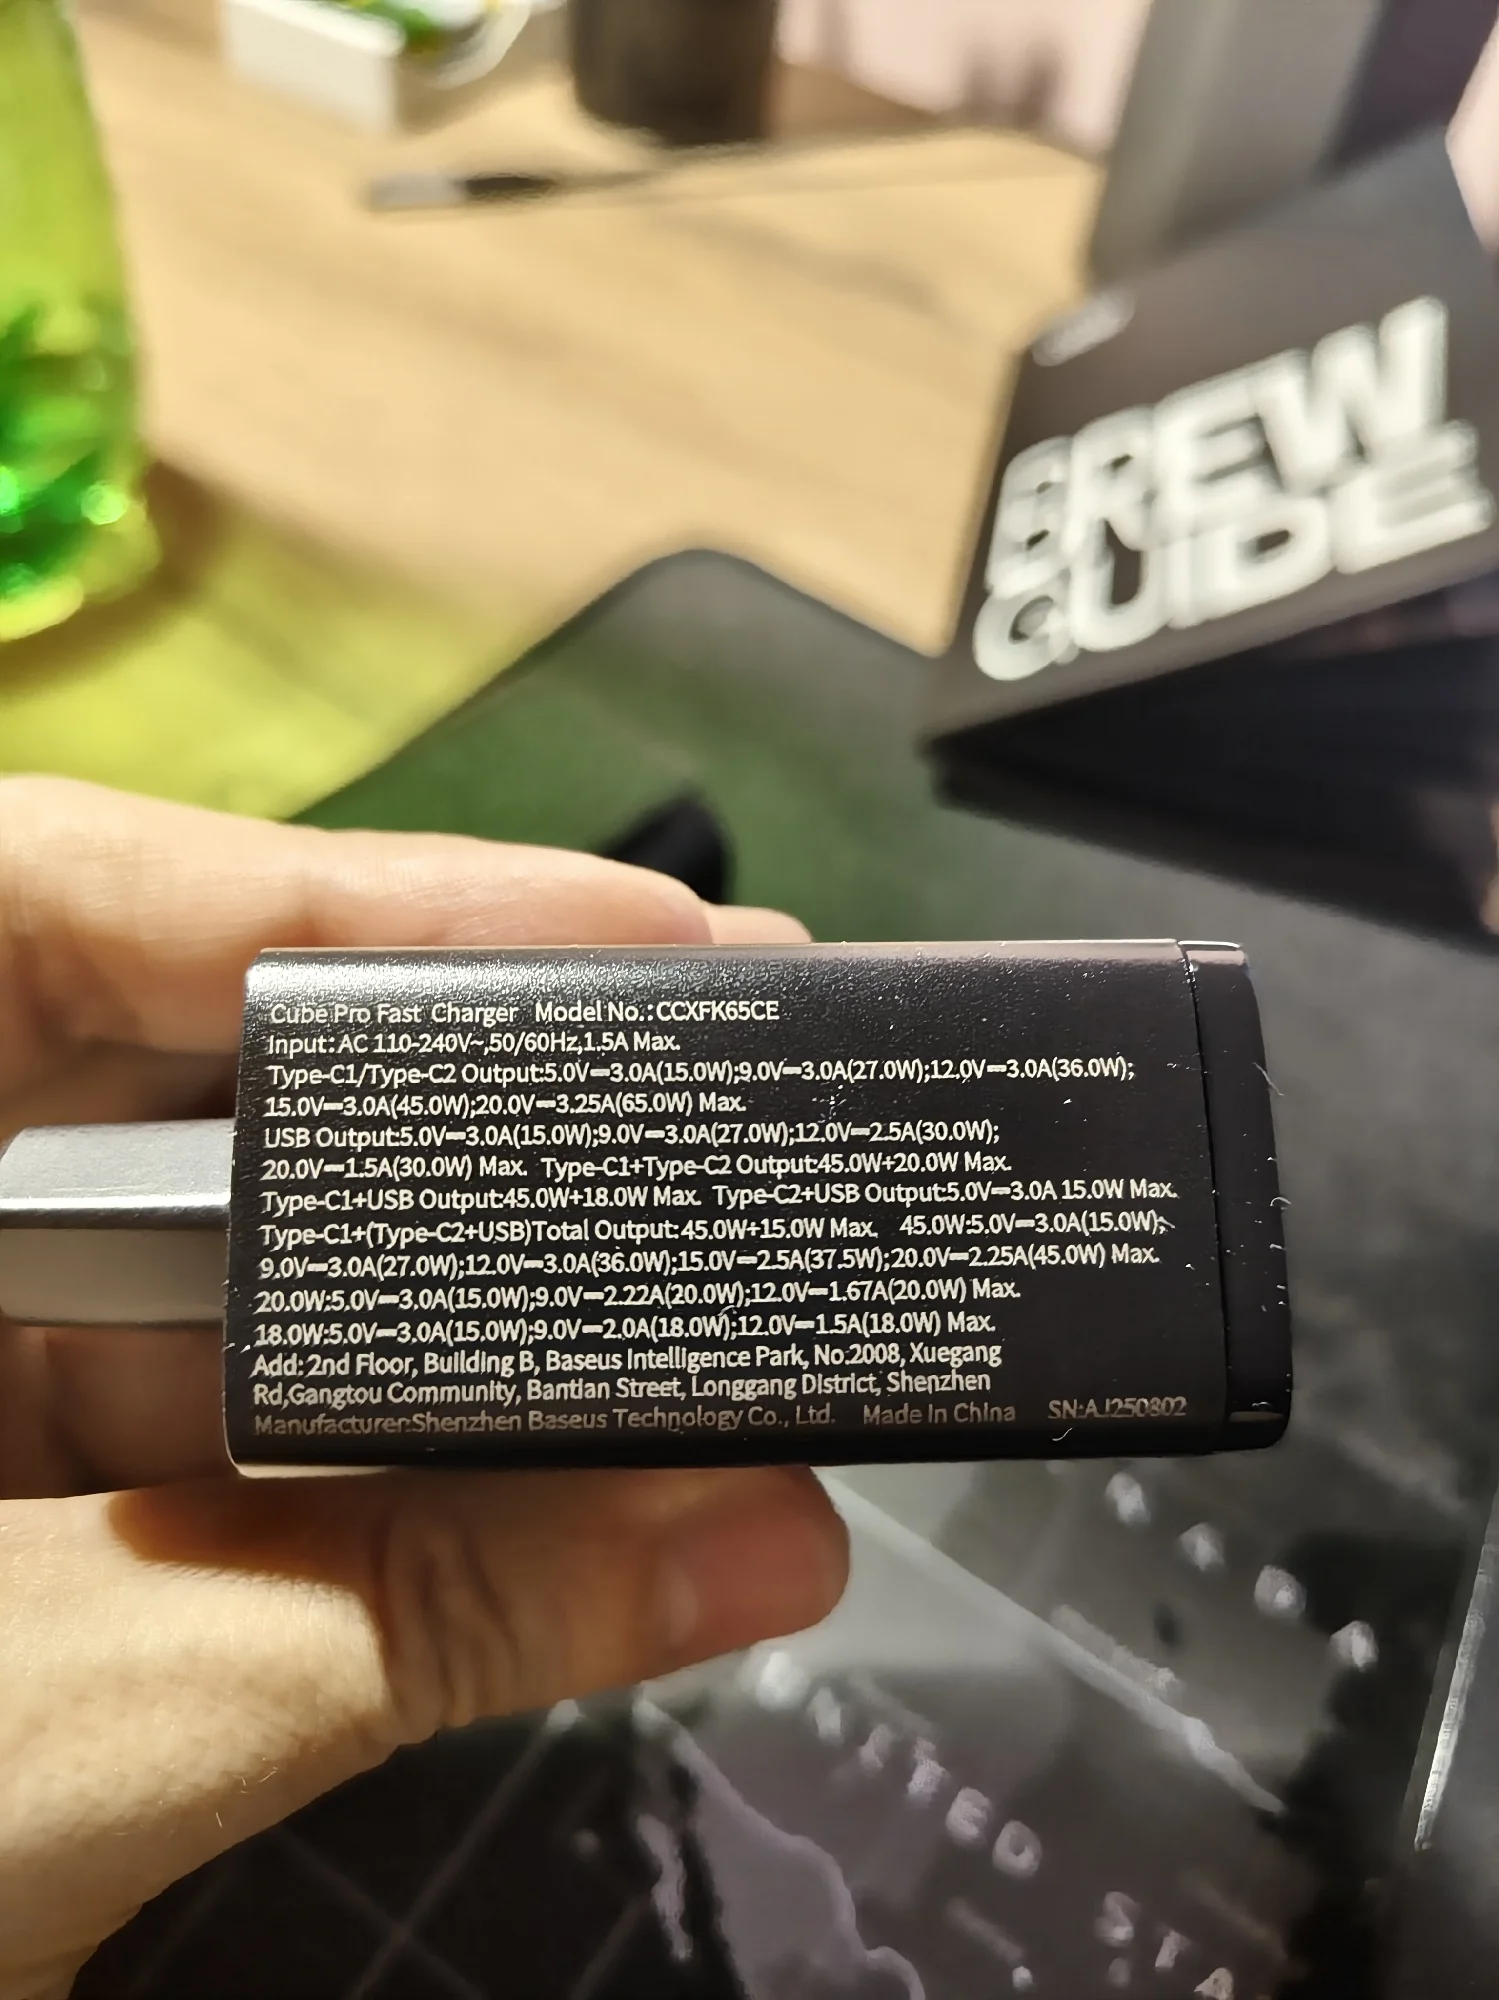 BREW
GUIDE
Cube Pro Fast Charger Model No.:CCXFK65CE
Input:AC 110-240V~,50/60Hz,1.5A Max.
Type-C1/Type-C2 Output:5.0V⎓3.0A(15.0W);9.0V⎓3.0A(27.0W);12.0V⎓3.0A(36.0W);
15.0V⎓3.0A(45.0W);20.0V⎓3.25A(65.0W) Max.
USB Output:5.0V⎓3.0A(15.0W);9.0V⎓3.0A(27.0W);12.0V⎓2.5A(30.0W);
20.0V⎓1.5A(30.0W) Max. Type-C1+Type-C2 Output:45.0W+20.0W Max.
Type-C1+USB Output:45.0W+18.0W Max. Type-C2+USB Output:5.0V⎓3.0A 15.0W Max.
Type-C1+(Type-C2+USB)Total Output:45.0W+15.0W Max. 45.0W:5.0V⎓3.0A(15.0W);
9.0V⎓3.0A(27.0W);12.0V⎓3.0A(36.0W);15.0V⎓2.5A(37.5W);20.0V⎓2.25A(45.0W) Max.
20.0W:5.0V⎓3.0A(15.0W);9.0V⎓2.22A(20.0W);12.0V⎓1.67A(20.0W) Max.
18.0W:5.0V⎓3.0A(15.0W);9.0V⎓2.0A(18.0W);12.0V⎓1.5A(18.0W) Max.
Add:2nd Floor, Building B, Baseus Intelligence Park, No.2008, Xuegang
Rd,Gangtou Community, Bantian Street, Longgang District, Shenzhen
Manufacturer:Shenzhen Baseus Technology Co., Ltd. Made In China SN:AJ250802